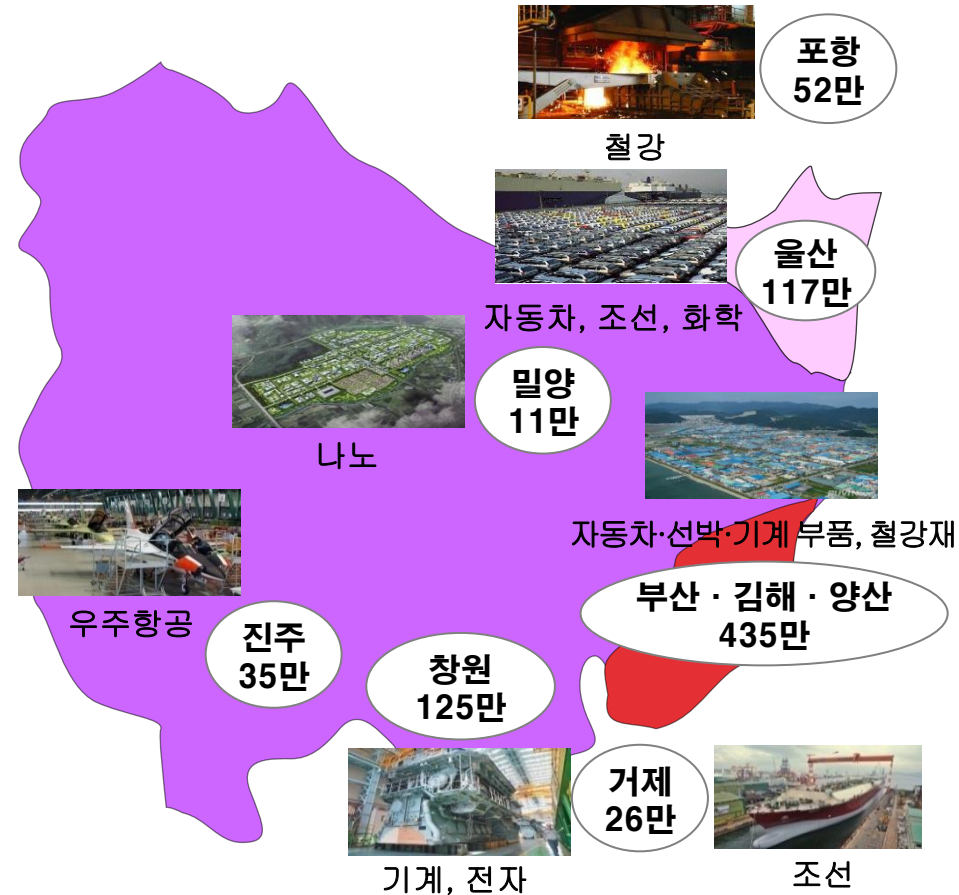 포항
52만
철강
울산
117만
자동차, 조선, 화학
밀양
11만
나노
자동차·선박·기계 부품, 철강재
부산 · 김해 · 양산
435만
우주항공
진주
35만
창원
125만
거제
26만
기계, 전자
조선